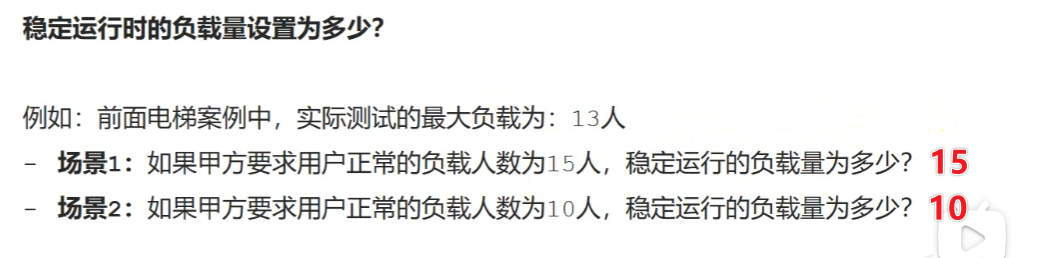 稳定运行时的负载量设置为多少？
例如：前面电梯案例中，实际测试的最大负载为：13人
- 场景1：如果甲方要求用户正常的负载人数为15人，稳定运行的负载量为多少？ 15
- 场景2：如果甲方要求用户正常的负载人数为10人，稳定运行的负载量为多少？ 10